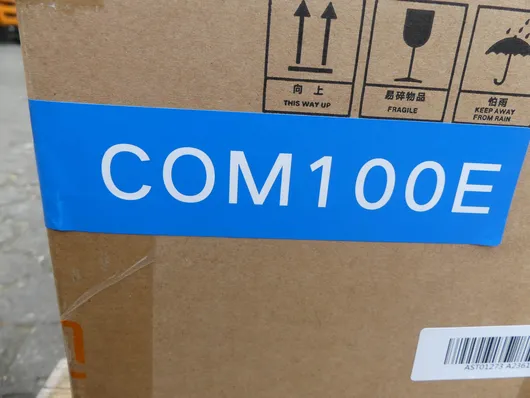 向上
THIS WAY UP
易碎物品
FRAGILE
怕雨
KEEP AWAY
FROM RAIN
COM100E